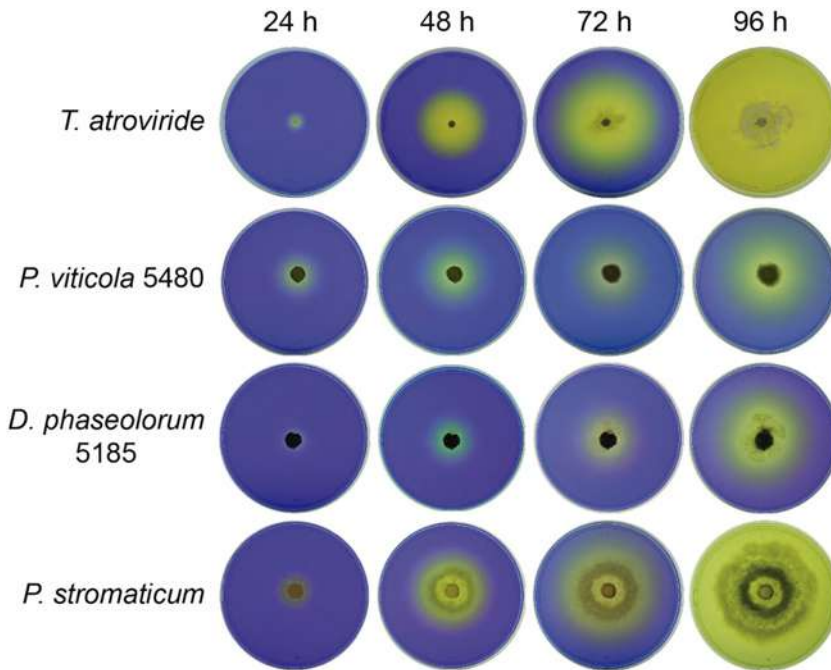 24 h 48 h 72 h 96 h
T. atroviride
P. viticola 5480
D. phaseolorum
5185
P. stromaticum